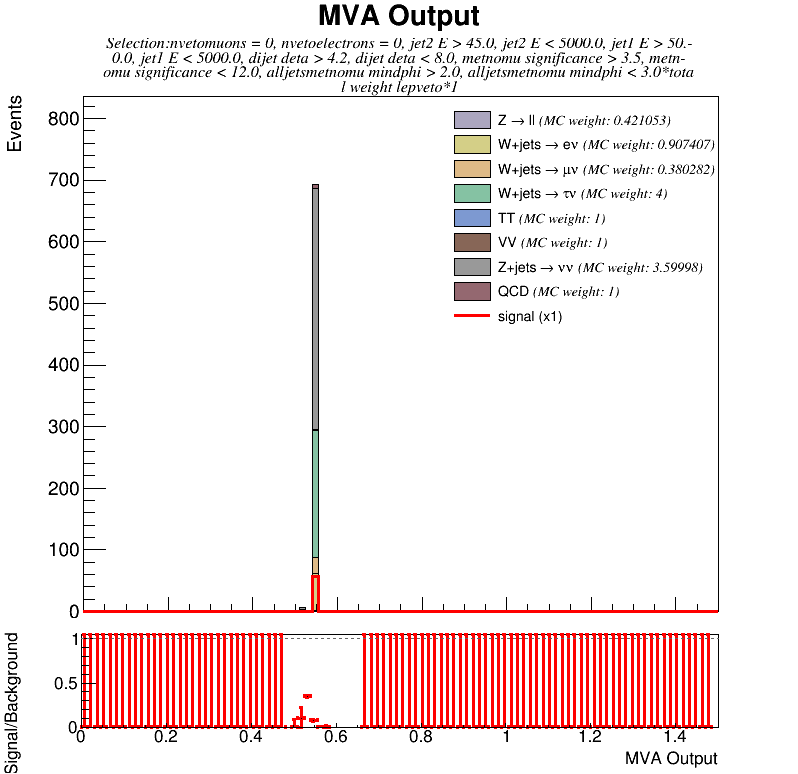 MVA Output
Selection:nvetomuons = 0, nvetoelectrons = 0, jet2 E > 45.0, jet2 E < 5000.0, jet1 E > 50.-
0.0, jet1 E < 5000.0, dijet deta > 4.2, dijet deta < 8.0, metnomu significance > 3.5, metn-
omu significance < 12.0, alljetsmetnomu mindphi > 2.0, alljetsmetnomu mindphi < 3.0*tota
l weight lepveto*1
Events
800
700
600
500
400
300
200
100
0
Z → ll (MC weight: 0.421053)
W+jets → eν (MC weight: 0.907407)
W+jets → μν (MC weight: 0.380282)
W+jets → τν (MC weight: 4)
TT (MC weight: 1)
VV (MC weight: 1)
Z+jets → νν (MC weight: 3.59998)
QCD (MC weight: 1)
signal (x1)
Signal/Background
1
0.5
0
0 0.2 0.4 0.6 0.8 1 1.2 1.4
MVA Output